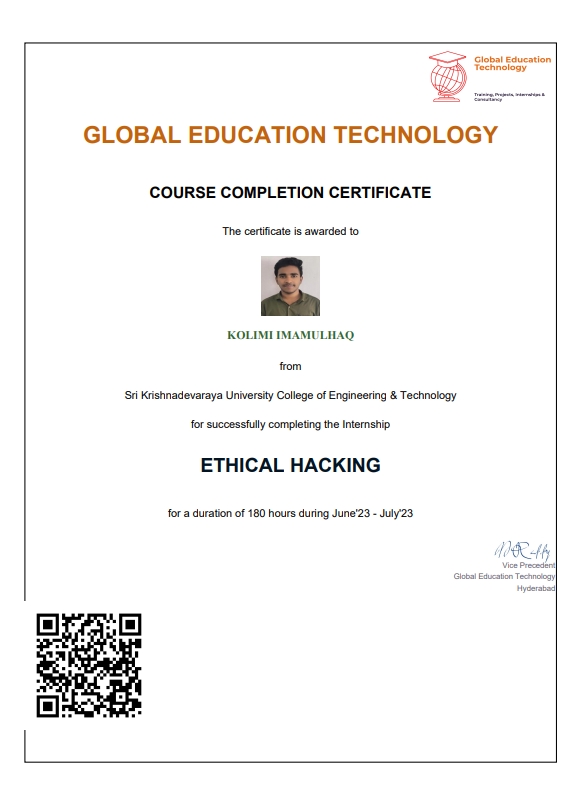 Global Education
Technology
Training, Projects, Internships &
Consultancy
GLOBAL EDUCATION TECHNOLOGY
COURSE COMPLETION CERTIFICATE
The certificate is awarded to
KOLIMI IMAMULHAQ
from
Sri Krishnadevaraya University College of Engineering & Technology
for successfully completing the Internship
ETHICAL HACKING
for a duration of 180 hours during June'23 - July'23
Vice Precedent
Global Education Technology
Hyderabad